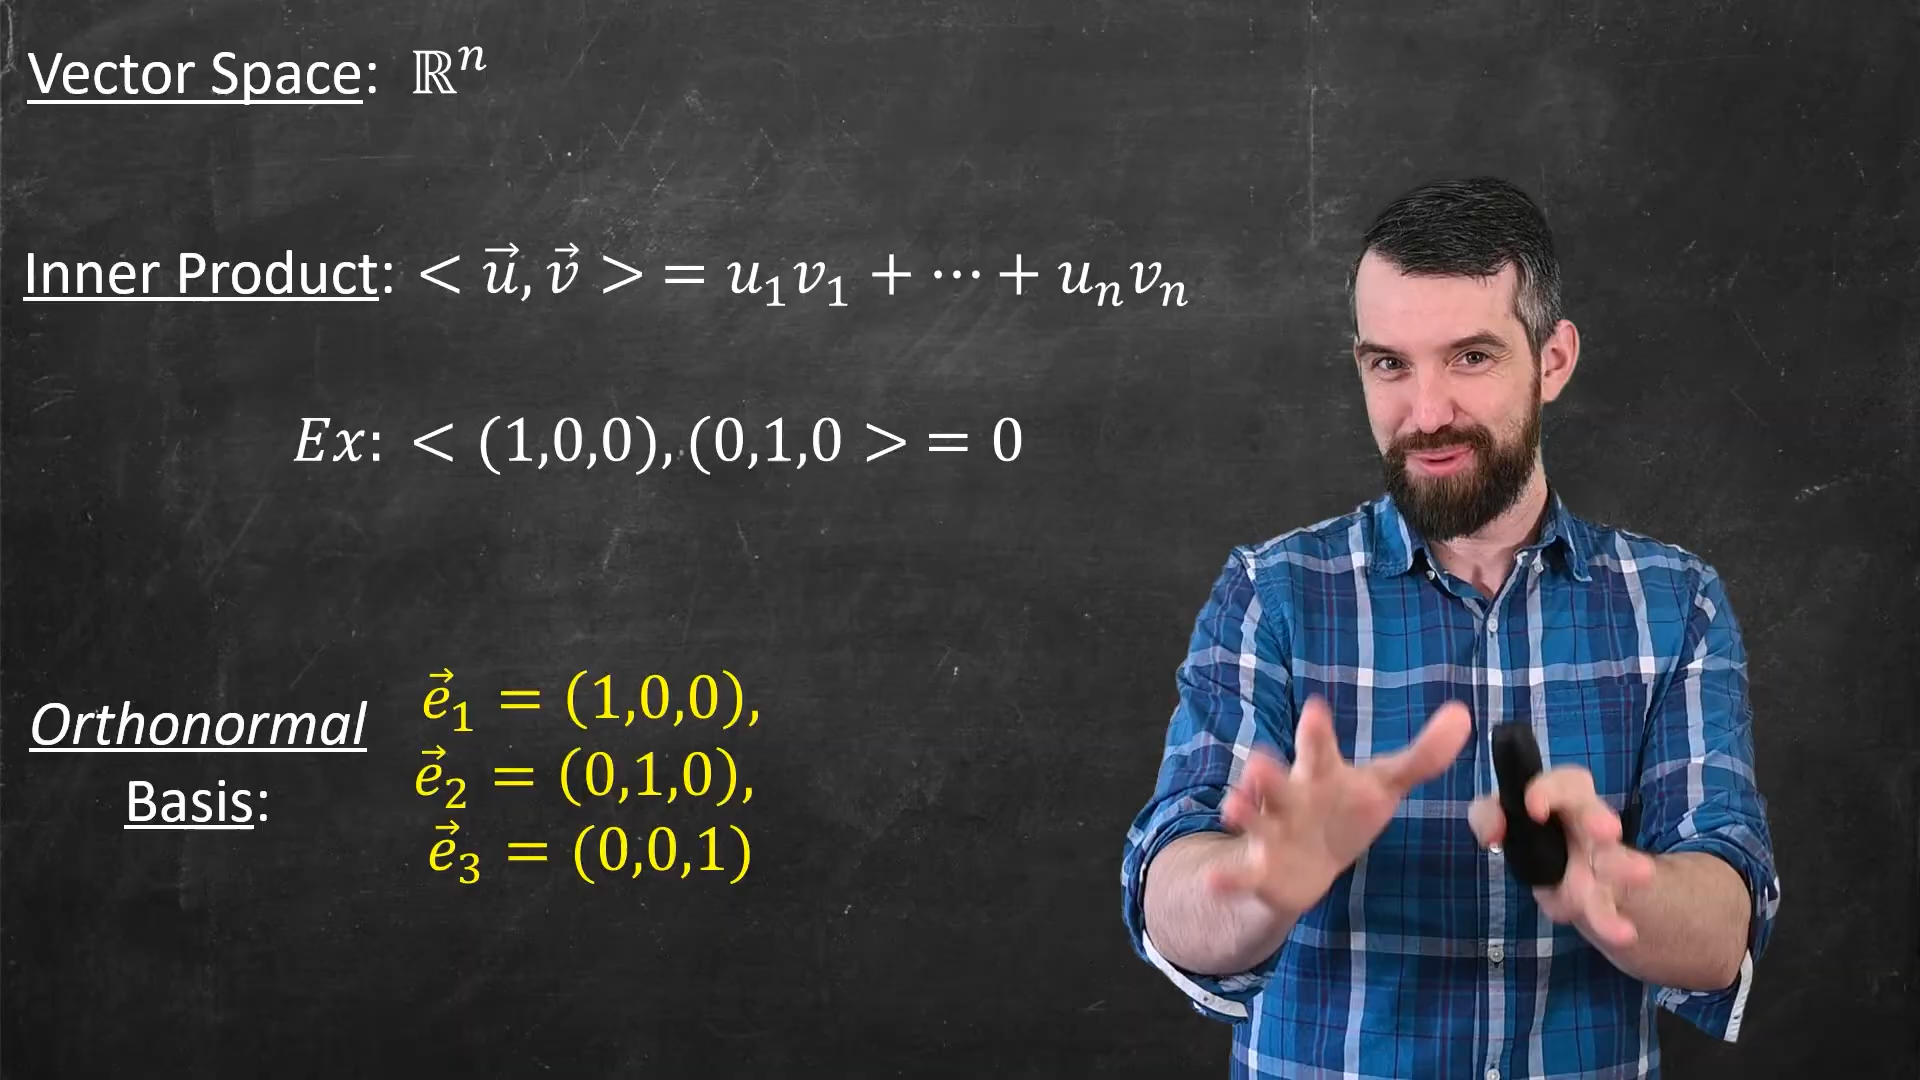 Vector Space: ℝⁿ
Inner Product: < u⃗, v⃗ > = u₁v₁ + ⋯ + uₙvₙ
Ex: < (1,0,0), (0,1,0 > = 0
Orthonormal
Basis:
e⃗₁ = (1,0,0),
e⃗₂ = (0,1,0),
e⃗₃ = (0,0,1)